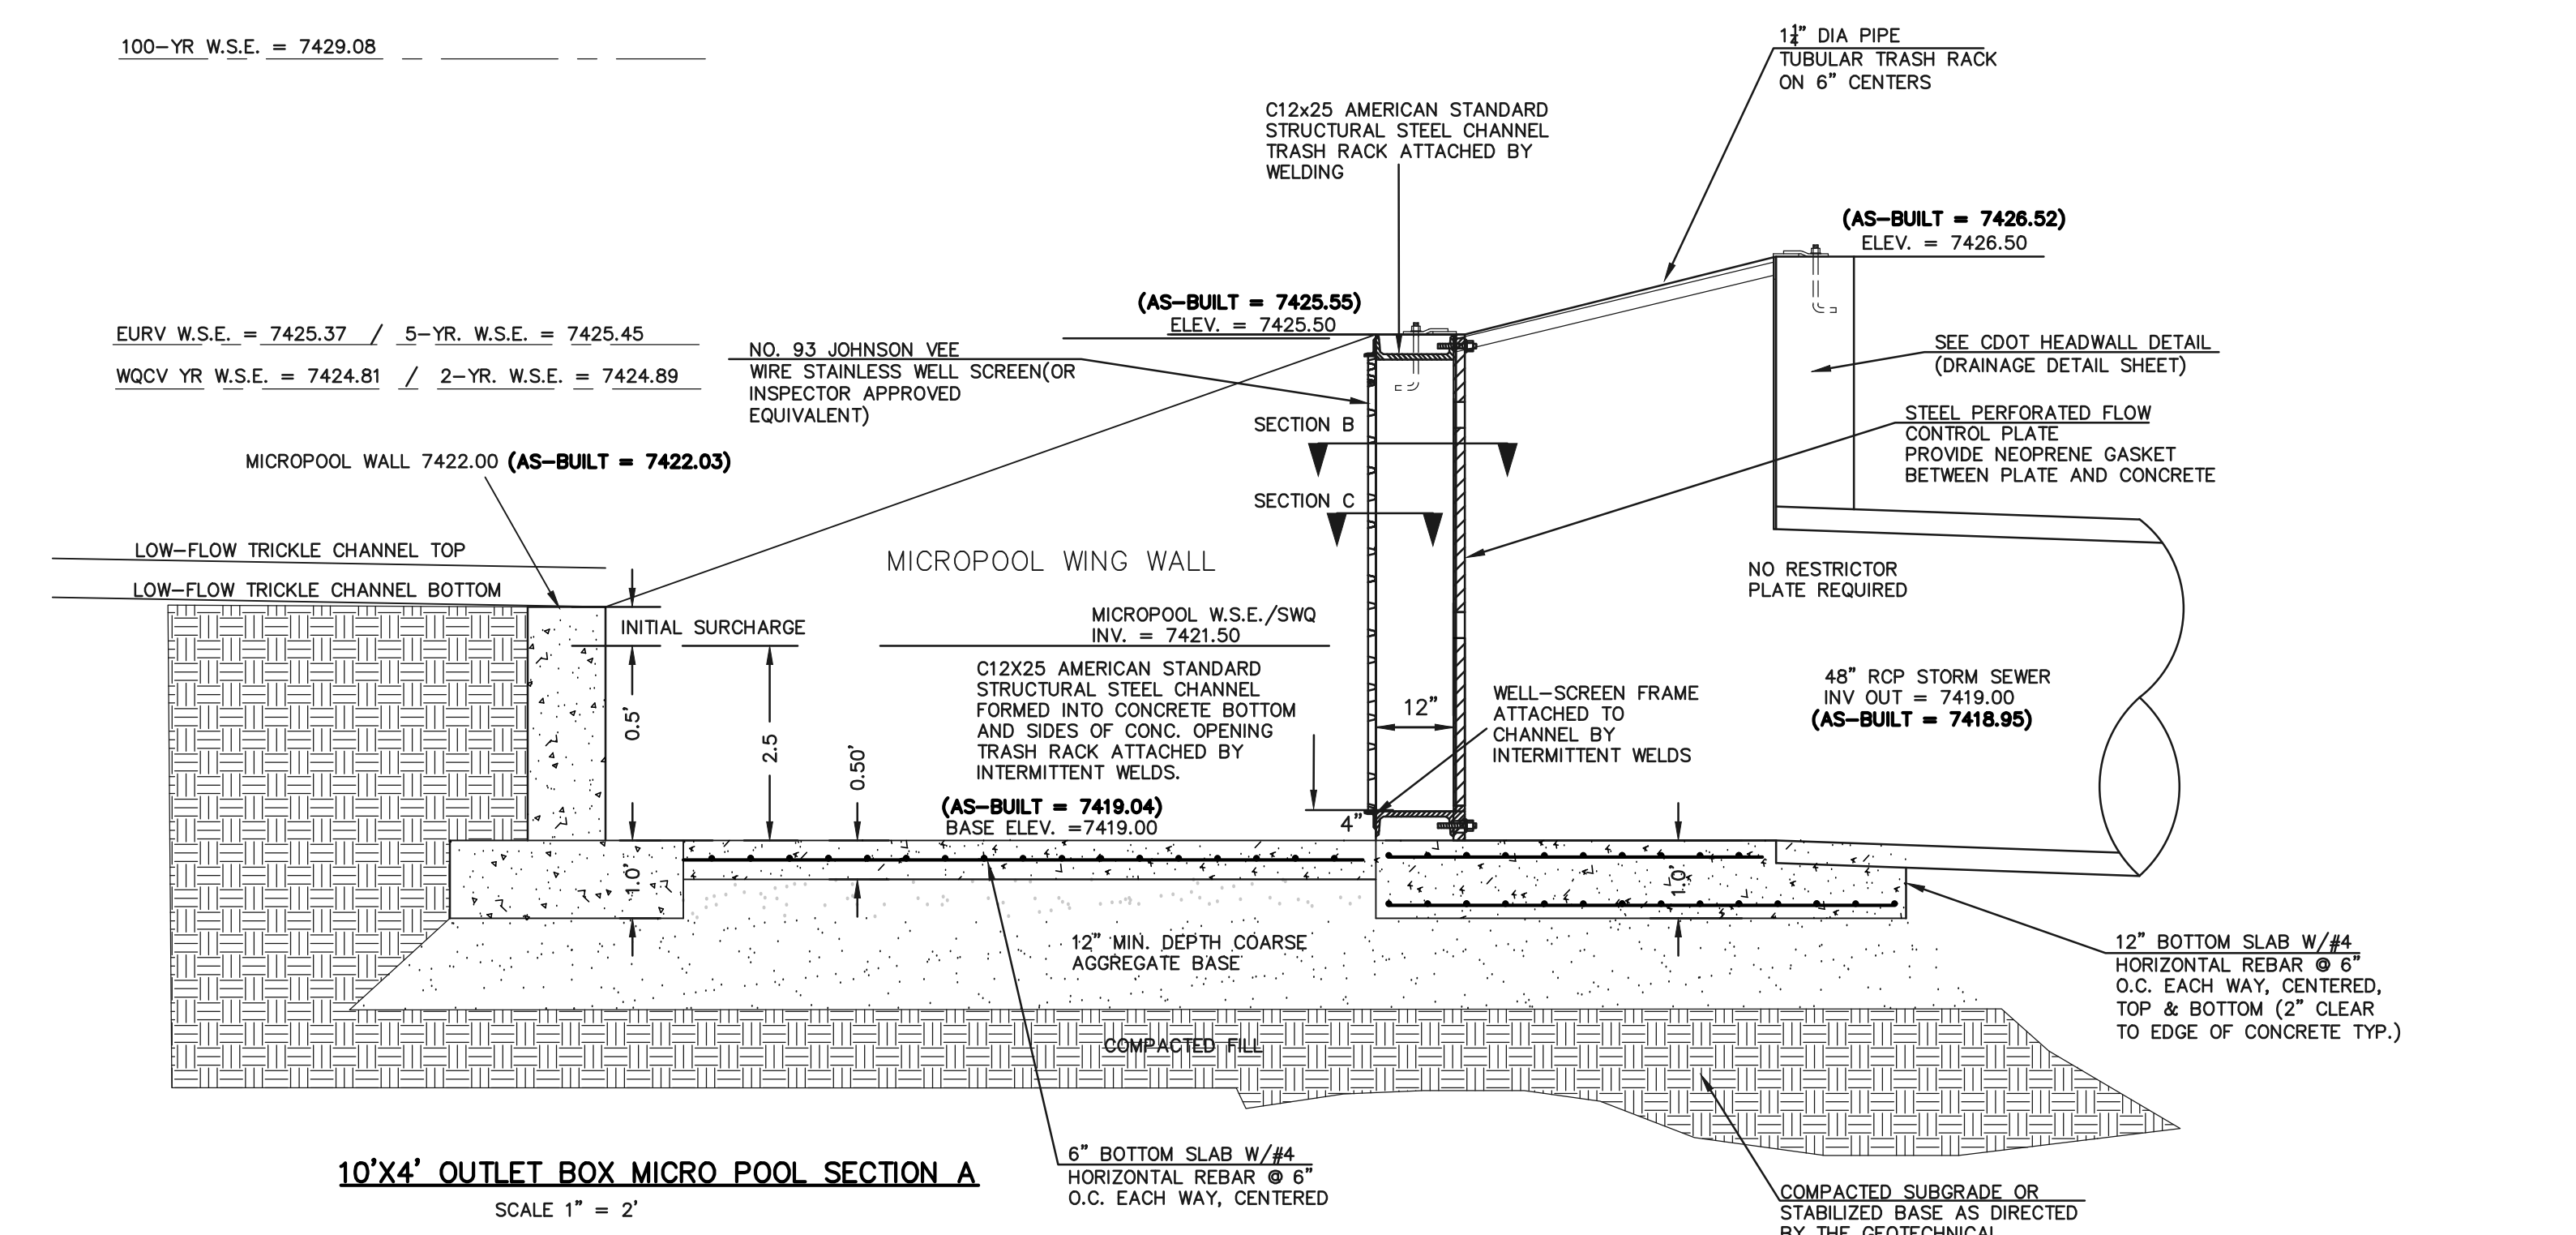 100-YR W.S.E. = 7429.08
1¼" DIA PIPE
TUBULAR TRASH RACK
ON 6" CENTERS
C12x25 AMERICAN STANDARD
STRUCTURAL STEEL CHANNEL
TRASH RACK ATTACHED BY
WELDING
(AS-BUILT = 7426.52)
ELEV. = 7426.50
(AS-BUILT = 7425.55)
ELEV. = 7425.50
EURV W.S.E. = 7425.37 / 5-YR. W.S.E. = 7425.45
WQCV YR W.S.E. = 7424.81 / 2-YR. W.S.E. = 7424.89
NO. 93 JOHNSON VEE
WIRE STAINLESS WELL SCREEN(OR
INSPECTOR APPROVED
EQUIVALENT)
SEE CDOT HEADWALL DETAIL
(DRAINAGE DETAIL SHEET)
SECTION B
STEEL PERFORATED FLOW
CONTROL PLATE
PROVIDE NEOPRENE GASKET
BETWEEN PLATE AND CONCRETE
MICROPOOL WALL 7422.00 (AS-BUILT = 7422.03)
SECTION C
LOW-FLOW TRICKLE CHANNEL TOP
LOW-FLOW TRICKLE CHANNEL BOTTOM
MICROPOOL WING WALL
NO RESTRICTOR
PLATE REQUIRED
INITIAL SURCHARGE
MICROPOOL W.S.E./SWQ
INV. = 7421.50
C12X25 AMERICAN STANDARD
STRUCTURAL STEEL CHANNEL
FORMED INTO CONCRETE BOTTOM
AND SIDES OF CONC. OPENING
TRASH RACK ATTACHED BY
INTERMITTENT WELDS.
48" RCP STORM SEWER
INV OUT = 7419.00
(AS-BUILT = 7418.95)
WELL-SCREEN FRAME
ATTACHED TO
CHANNEL BY
INTERMITTENT WELDS
12"
0.5'
2.5
0.50'
(AS-BUILT = 7419.04)
BASE ELEV. =7419.00
4"
1.0'
1.0'
12" MIN. DEPTH COARSE
AGGREGATE BASE
12" BOTTOM SLAB W/#4
HORIZONTAL REBAR @ 6"
O.C. EACH WAY, CENTERED,
TOP & BOTTOM (2" CLEAR
TO EDGE OF CONCRETE TYP.)
COMPACTED FILL
6" BOTTOM SLAB W/#4
HORIZONTAL REBAR @ 6"
O.C. EACH WAY, CENTERED
10'X4' OUTLET BOX MICRO POOL SECTION A
SCALE 1" = 2'
COMPACTED SUBGRADE OR
STABILIZED BASE AS DIRECTED
BY THE GEOTECHNICAL